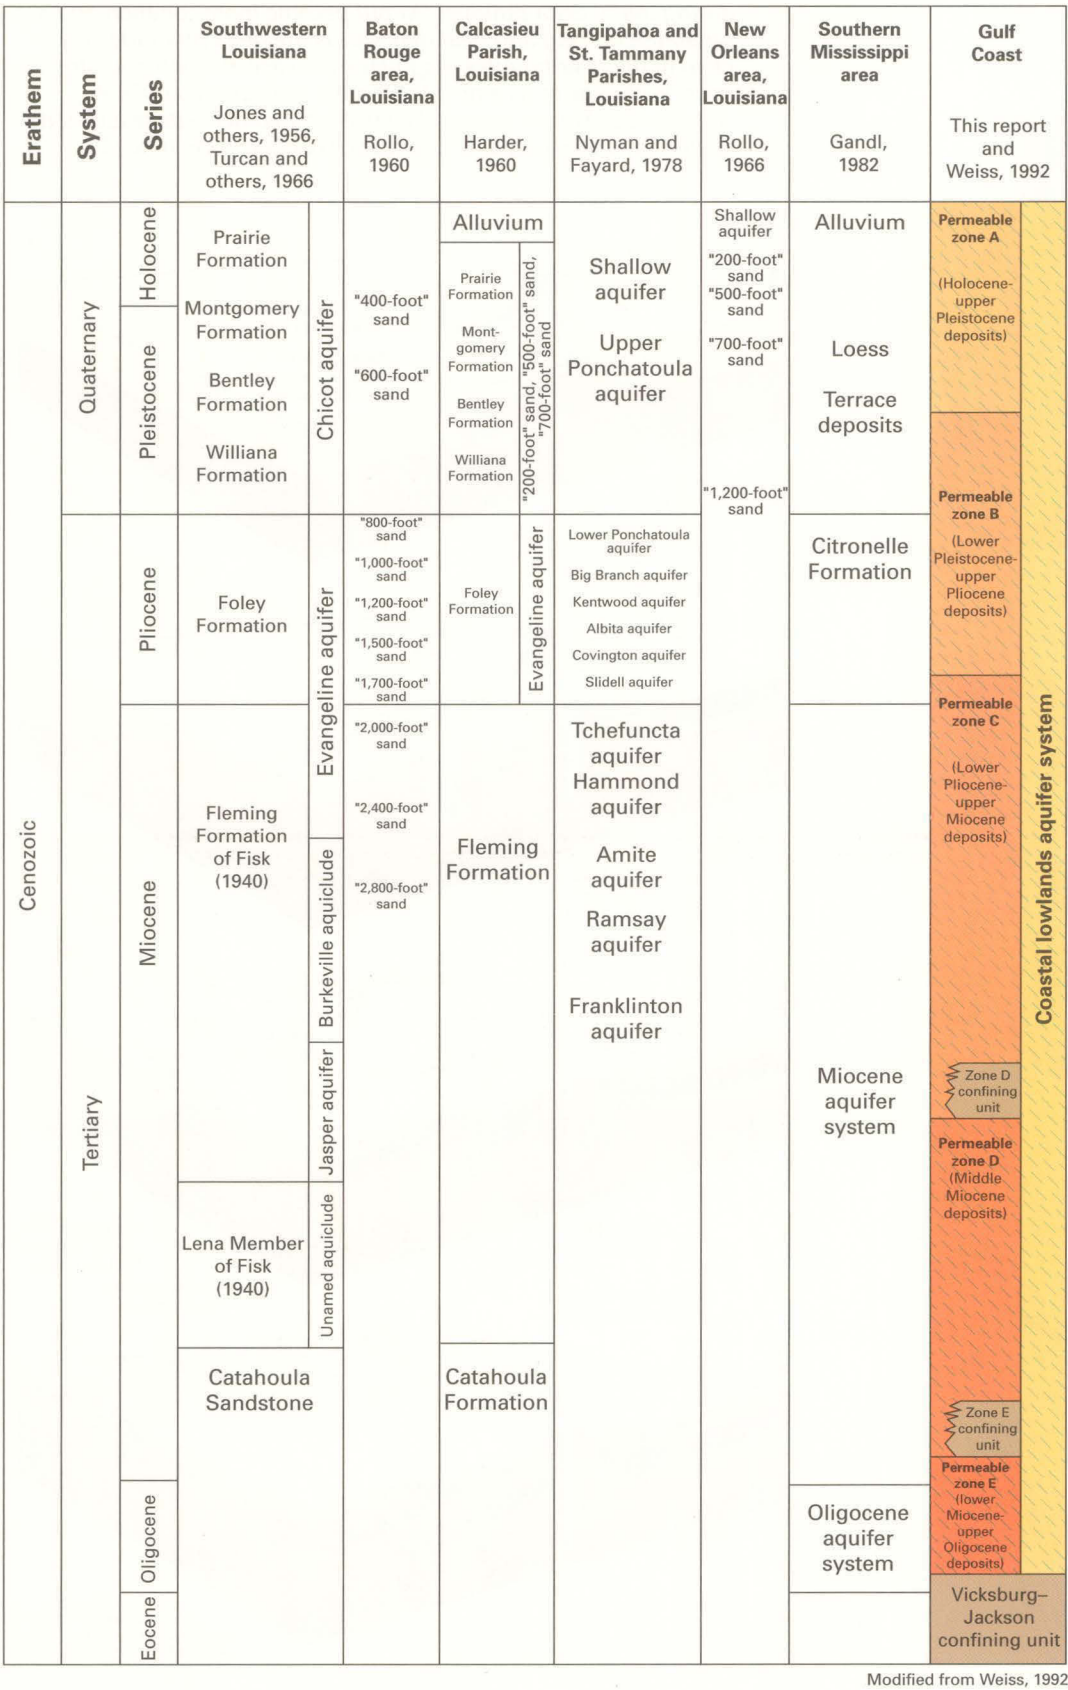 Erathem
System
Series
Southwestern
Louisiana
Jones and
others, 1956,
Turcan and
others, 1966
Baton
Rouge
area,
Louisiana
Rollo,
1960
Calcasieu
Parish,
Louisiana
Harder,
1960
Tangipahoa and
St. Tammany
Parishes,
Louisiana
Nyman and
Fayard, 1978
New
Orleans
area,
Louisiana
Rollo,
1966
Southern
Mississippi
area
Gandl,
1982
Gulf
Coast
This report
and
Weiss, 1992
Cenozoic
Quaternary
Tertiary
Holocene
Pleistocene
Pliocene
Miocene
Oligocene
Eocene
Prairie
Formation
Montgomery
Formation
Bentley
Formation
Williana
Formation
Foley
Formation
Fleming
Formation
of Fisk
(1940)
Lena Member
of Fisk
(1940)
Catahoula
Sandstone
Chicot aquifer
Evangeline aquifer
Burkeville aquiclude
Jasper aquifer
Unamed aquiclude
"400-foot"
sand
"600-foot"
sand
"800-foot"
sand
"1,000-foot"
sand
"1,200-foot"
sand
"1,500-foot"
sand
"1,700-foot"
sand
"2,000-foot"
sand
"2,400-foot"
sand
"2,800-foot"
sand
Alluvium
Prairie
Formation
Mont-
gomery
Formation
Bentley
Formation
Williana
Formation
"200-foot" sand, "500-foot" sand,
"700-foot" sand
Foley
Formation
Evangeline aquifer
Fleming
Formation
Catahoula
Formation
Shallow
aquifer
Upper
Ponchatoula
aquifer
Lower Ponchatoula
aquifer
Big Branch aquifer
Kentwood aquifer
Albita aquifer
Covington aquifer
Slidell aquifer
Tchefuncta
aquifer
Hammond
aquifer
Amite
aquifer
Ramsay
aquifer
Franklinton
aquifer
Shallow
aquifer
"200-foot"
sand
"500-foot"
sand
"700-foot"
sand
"1,200-foot"
sand
Alluvium
Loess
Terrace
deposits
Citronelle
Formation
Miocene
aquifer
system
Oligocene
aquifer
system
Permeable
zone A
(Holocene-
upper
Pleistocene
deposits)
Permeable
zone B
(Lower
Pleistocene-
upper
Pliocene
deposits)
Permeable
zone C
(Lower
Pliocene-
upper
Miocene
deposits)
Zone D
confining
unit
Permeable
zone D
(Middle
Miocene
deposits)
Zone E
confining
unit
Permeable
zone E
(lower
Miocene-
upper
Oligocene
deposits)
Coastal lowlands aquifer system
Vicksburg–
Jackson
confining unit
Modified from Weiss, 1992